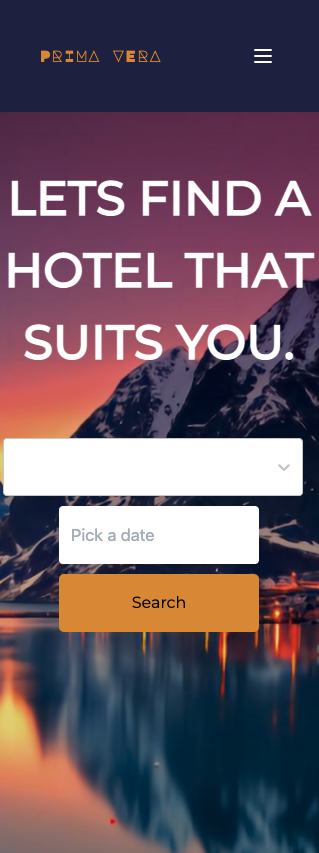 PRIMA VERA
LETS FIND A
HOTEL THAT
SUITS YOU.
Pick a date
Search